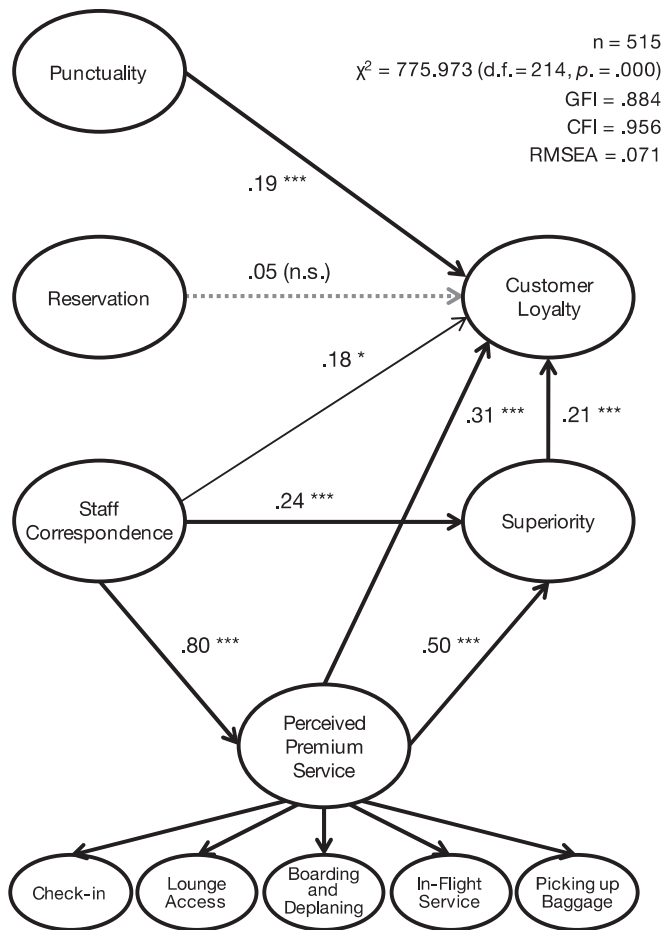 n = 515
Punctuality
χ² = 775.973 (d.f. = 214, p. = .000)
GFI = .884
CFI = .956
RMSEA = .071
.19 ***
.05 (n.s.)
Reservation
Customer
Loyalty
.18 *
.31 ***
.21 ***
Staff
Correspondence
.24 ***
Superiority
.80 ***
.50 ***
Perceived
Premium
Service
Check-in
Lounge
Access
Boarding
and
Deplaning
In-Flight
Service
Picking up
Baggage